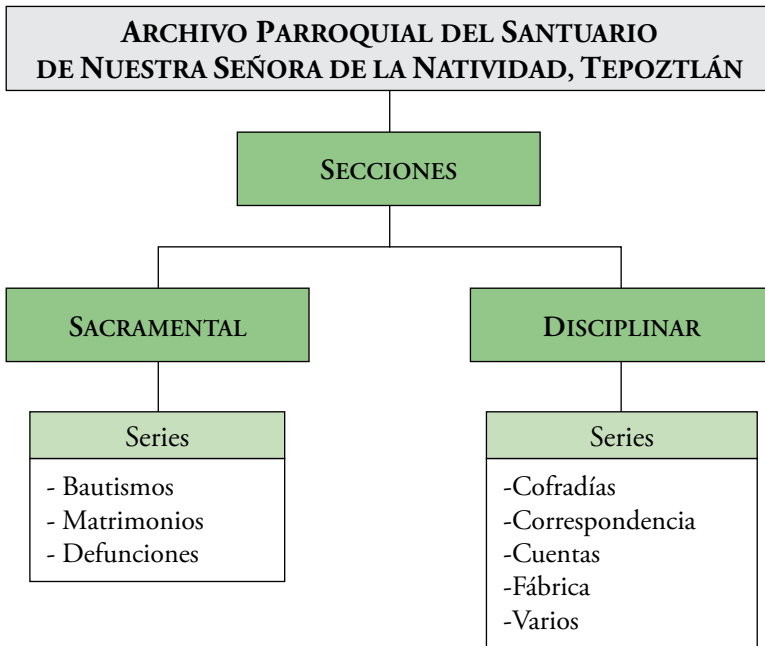 ARCHIVO PARROQUIAL DEL SANTUARIO
DE NUESTRA SEÑORA DE LA NATIVIDAD, TEPOZTLÁN
SECCIONES
SACRAMENTAL
DISCIPLINAR
Series
- Bautismos
- Matrimonios
- Defunciones
Series
-Cofradías
-Correspondencia
-Cuentas
-Fábrica
-Varios